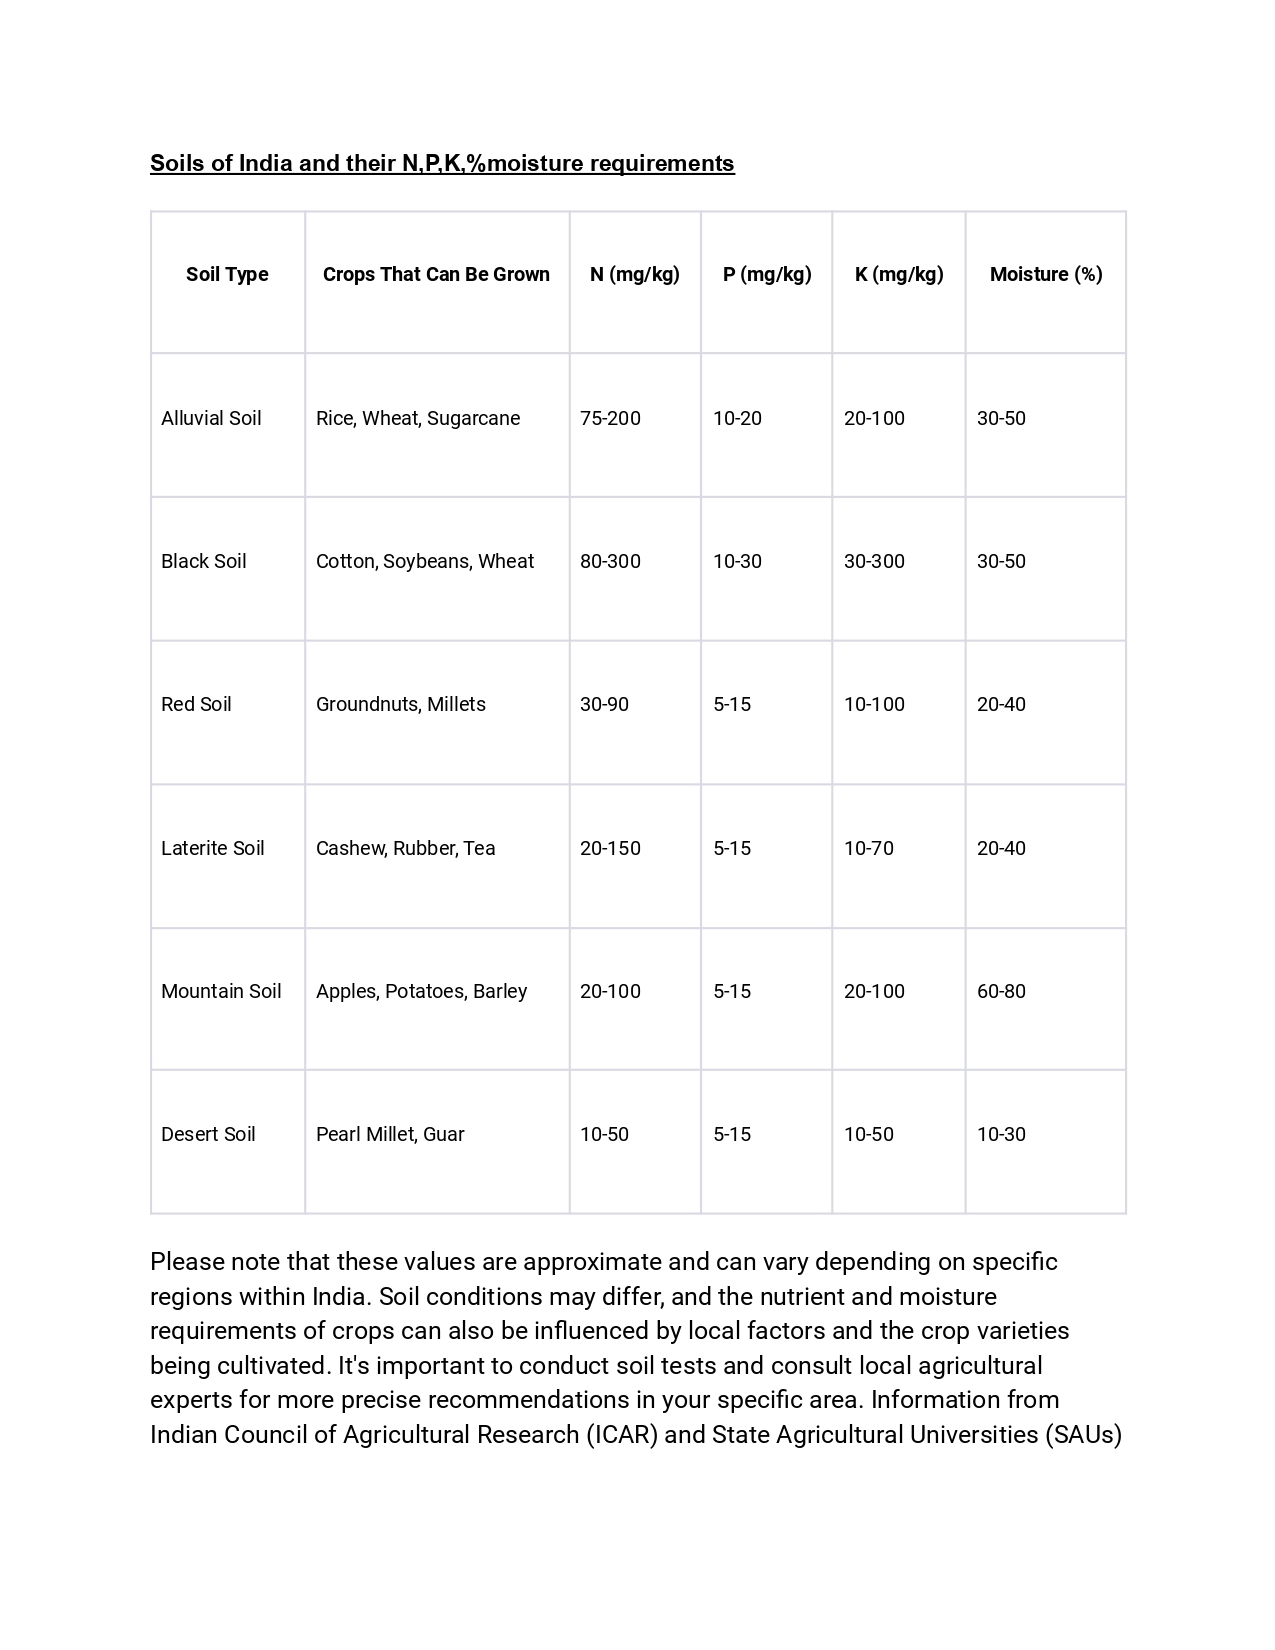 Soils of India and their N,P,K,%moisture requirements
Soil Type Crops That Can Be Grown N (mg/kg) P (mg/kg) K (mg/kg) Moisture (%)
Alluvial Soil Rice, Wheat, Sugarcane 75-200 10-20 20-100 30-50
Black Soil Cotton, Soybeans, Wheat 80-300 10-30 30-300 30-50
Red Soil Groundnuts, Millets 30-90 5-15 10-100 20-40
Laterite Soil Cashew, Rubber, Tea 20-150 5-15 10-70 20-40
Mountain Soil Apples, Potatoes, Barley 20-100 5-15 20-100 60-80
Desert Soil Pearl Millet, Guar 10-50 5-15 10-50 10-30
Please note that these values are approximate and can vary depending on specific
regions within India. Soil conditions may differ, and the nutrient and moisture
requirements of crops can also be influenced by local factors and the crop varieties
being cultivated. It's important to conduct soil tests and consult local agricultural
experts for more precise recommendations in your specific area. Information from
Indian Council of Agricultural Research (ICAR) and State Agricultural Universities (SAUs)